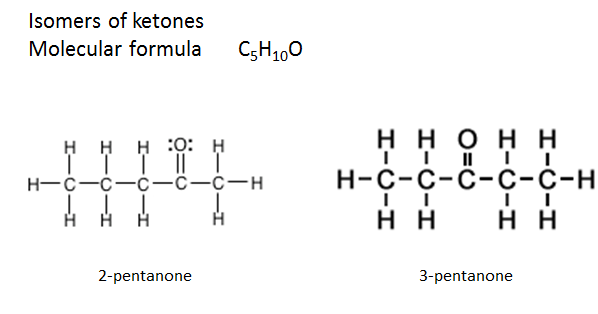 Isomers of ketones
Molecular formula C₅H₁₀O
H H H :O: H
H—C—C—C—C—C—H
H H H H
2-pentanone
H H O H H
H-C-C-C-C-C-H
H H H H
3-pentanone